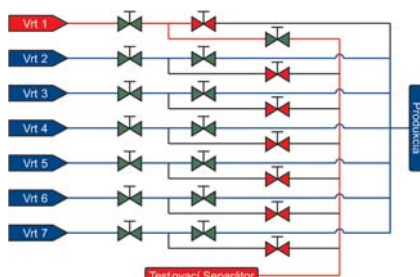 Vrt 1
Vrt 2
Vrt 3
Vrt 4
Vrt 5
Vrt 6
Vrt 7
Produkcia
Testovací Separátor